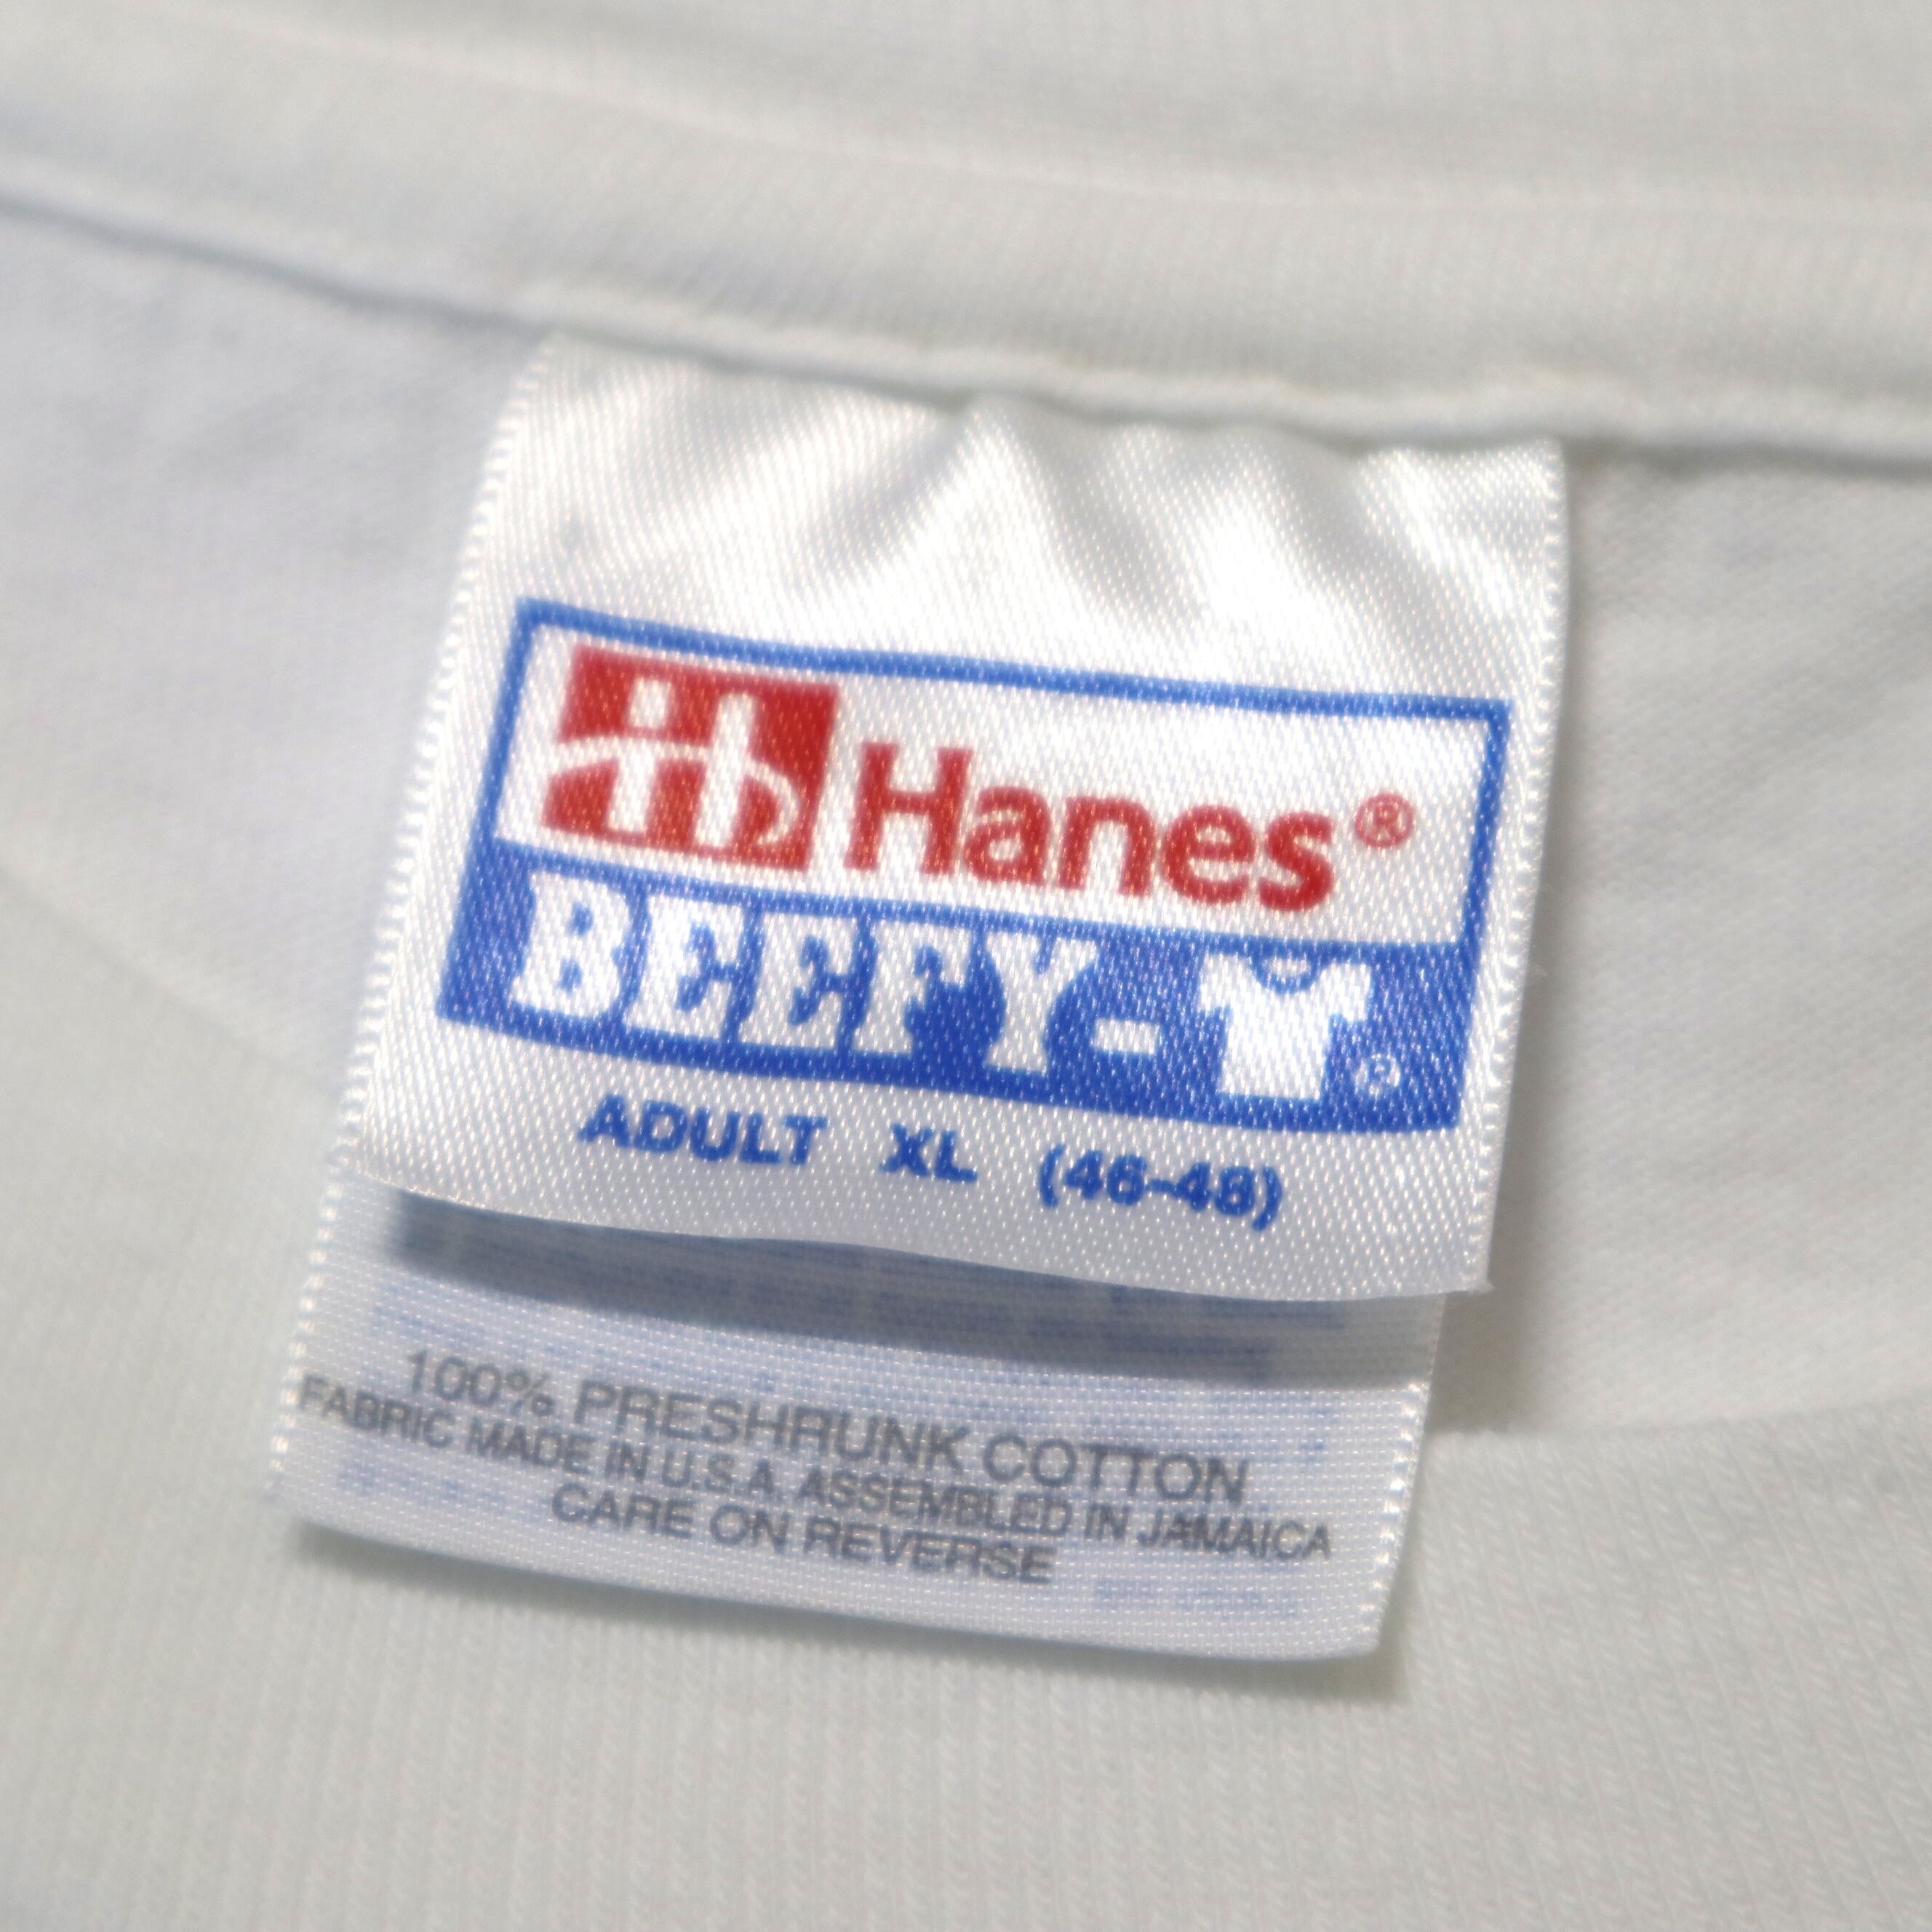 Hanes®
BEEFY-®
ADULT XL (46-48)
100% PRESHRUNK COTTON
FABRIC MADE IN U.S.A. ASSEMBLED IN JAMAICA
CARE ON REVERSE